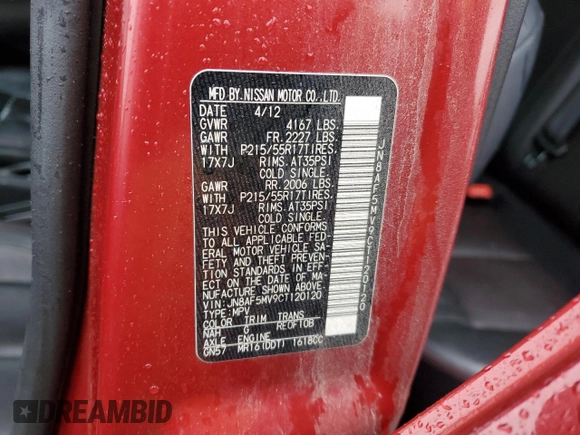 MFD BY. NISSAN MOTOR CO., LTD.
4/12
GVWR 4167 LBS
GAWR FR. 2227 LBS.
WITH P215/55R17TIRES.
17X7J RIMS. AT35PSI
COLD SINGLE.
GAWR RR. 2006 LBS.
WITH P215/55R17TIRES.
17X7J RIMS. AT35PSI
COLD SINGLE.
THIS VEHICLE CONFORMS
TO ALL APPLICABLE FED-
ERAL MOTOR VEHICLE SA-
FETY AND THEFT PREVEN-
TION STANDARDS IN EFF-
ECT ON THE DATE OF MA-
NUFACTURE SHOWN ABOVE.
VIN: JN8AF5MV9CT120120
TYPE: MPV
COLOR TRIM TRANS
NAH G RE0F10B
AXLE ENGINE
GN57 MR16(DDT) 1618CC
JN8AF5MV9CT120120
DREAMBID